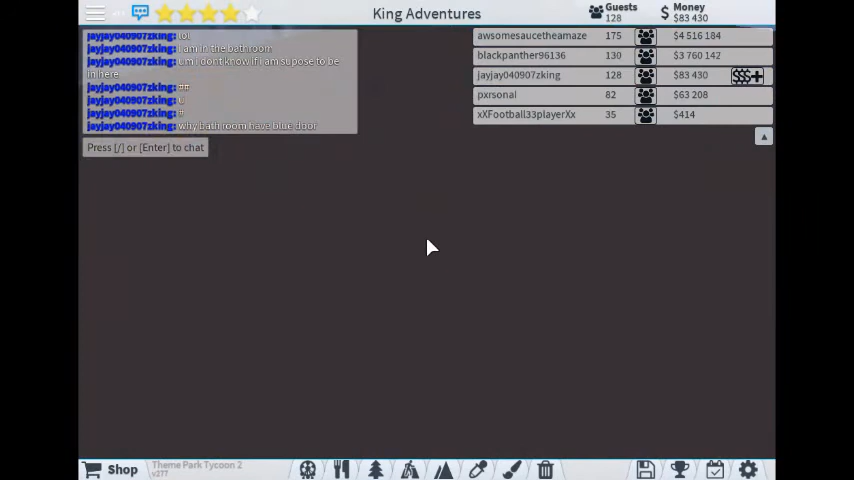 King Adventures
Guests
128
Money
$83 430
jayjay040907zking: lol
jayjay040907zking: I am in the bathroom
jayjay040907zking: Um i dont know if i am supose to be
in here
jayjay040907zking: ##
jayjay040907zking:
jayjay040907zking: #
jayjay040907zking: why bath room have blue door
Press [/] or [Enter] to chat
awsomesaucetheamaze 175 $4 516 184
blackpanther96136 130 $3 760 142
jayjay040907zking 128 $83 430 $$$+
pxrsonal 82 $63 208
xXFootball33playerXx 35 $414
Shop
Theme Park Tycoon 2
v277